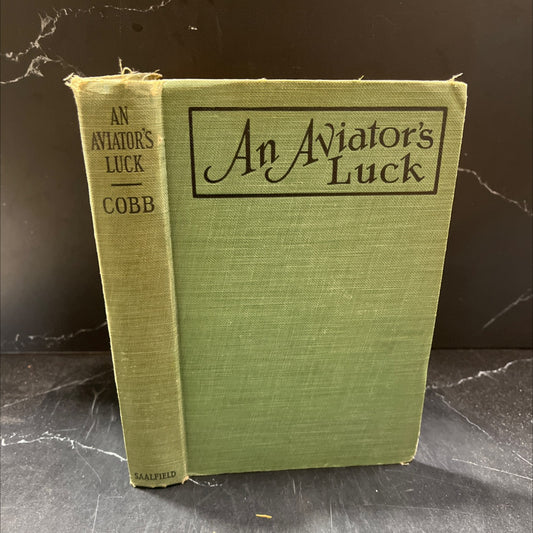 AN
AVIATOR'S
LUCK
COBB
SAALFIELD
An Aviator's
Luck